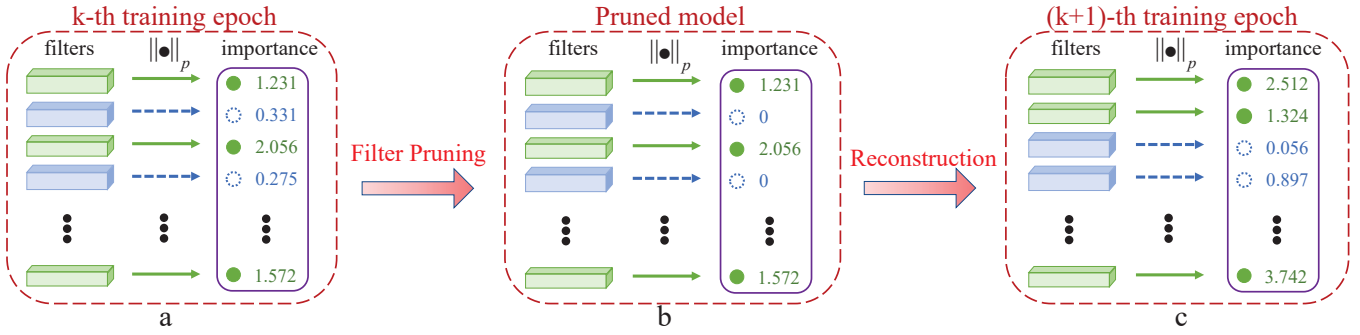 k-th training epoch
filters ||●||p importance
1.231
0.331
2.056
0.275
1.572
a
Filter Pruning
Pruned model
filters ||●||p importance
1.231
0
2.056
0
1.572
b
Reconstruction
(k+1)-th training epoch
filters ||●||p importance
2.512
1.324
0.056
0.897
3.742
c